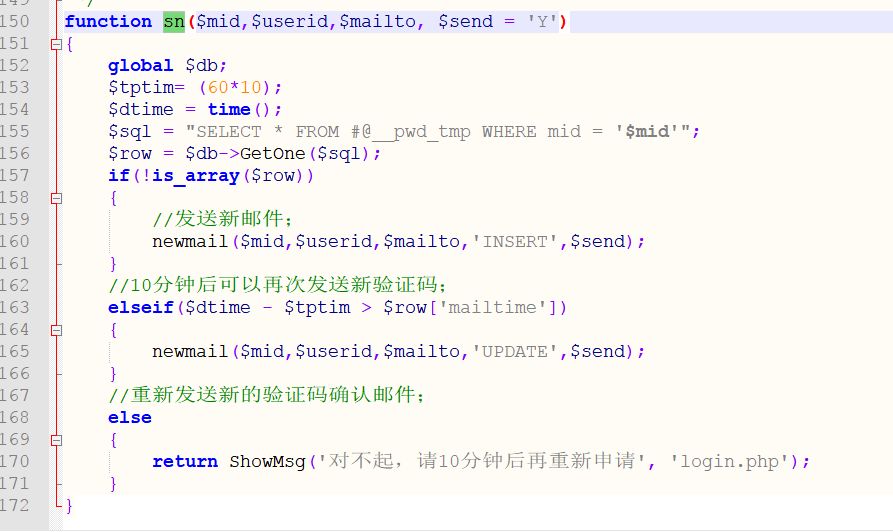 149 */
150 function sn($mid,$userid,$mailto, $send = 'Y')
151 {
152 global $db;
153 $tptim= (60*10);
154 $dtime = time();
155 $sql = "SELECT * FROM #@__pwd_tmp WHERE mid = '$mid'";
156 $row = $db->GetOne($sql);
157 if(!is_array($row))
158 {
159 //发送新邮件；
160 newmail($mid,$userid,$mailto,'INSERT',$send);
161 }
162 //10分钟后可以再次发送新验证码；
163 elseif($dtime - $tptim > $row['mailtime'])
164 {
165 newmail($mid,$userid,$mailto,'UPDATE',$send);
166 }
167 //重新发送新的验证码确认邮件；
168 else
169 {
170 return ShowMsg('对不起，请10分钟后再重新申请', 'login.php');
171 }
172 }